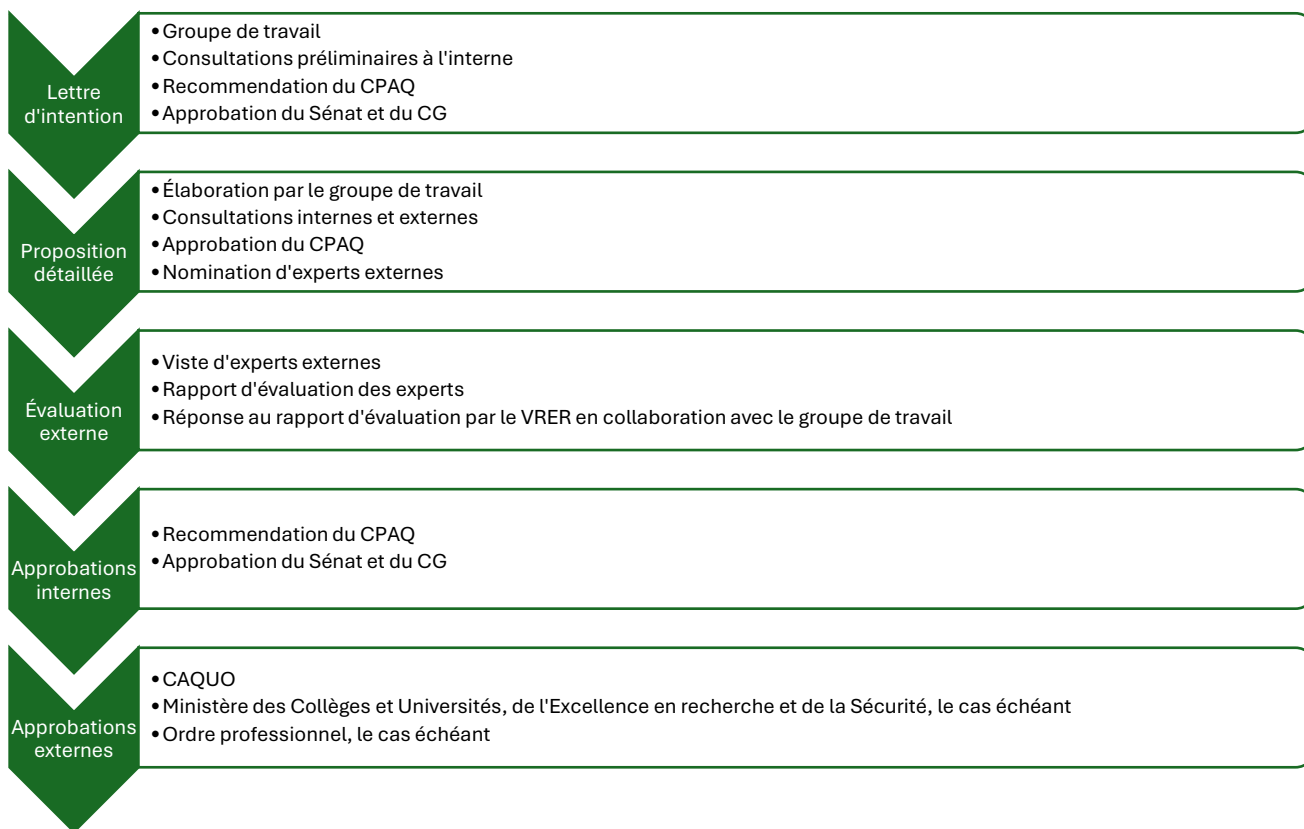 Lettre
d'intention
•Groupe de travail
•Consultations préliminaires à l'interne
•Recommendation du CPAQ
•Approbation du Sénat et du CG
Proposition
détaillée
•Élaboration par le groupe de travail
•Consultations internes et externes
•Approbation du CPAQ
•Nomination d'experts externes
Évaluation
externe
•Viste d'experts externes
•Rapport d'évaluation des experts
•Réponse au rapport d'évaluation par le VRER en collaboration avec le groupe de travail
Approbations
internes
•Recommendation du CPAQ
•Approbation du Sénat et du CG
Approbations
externes
•CAQUO
•Ministère des Collèges et Universités, de l'Excellence en recherche et de la Sécurité, le cas échéant
•Ordre professionnel, le cas échéant